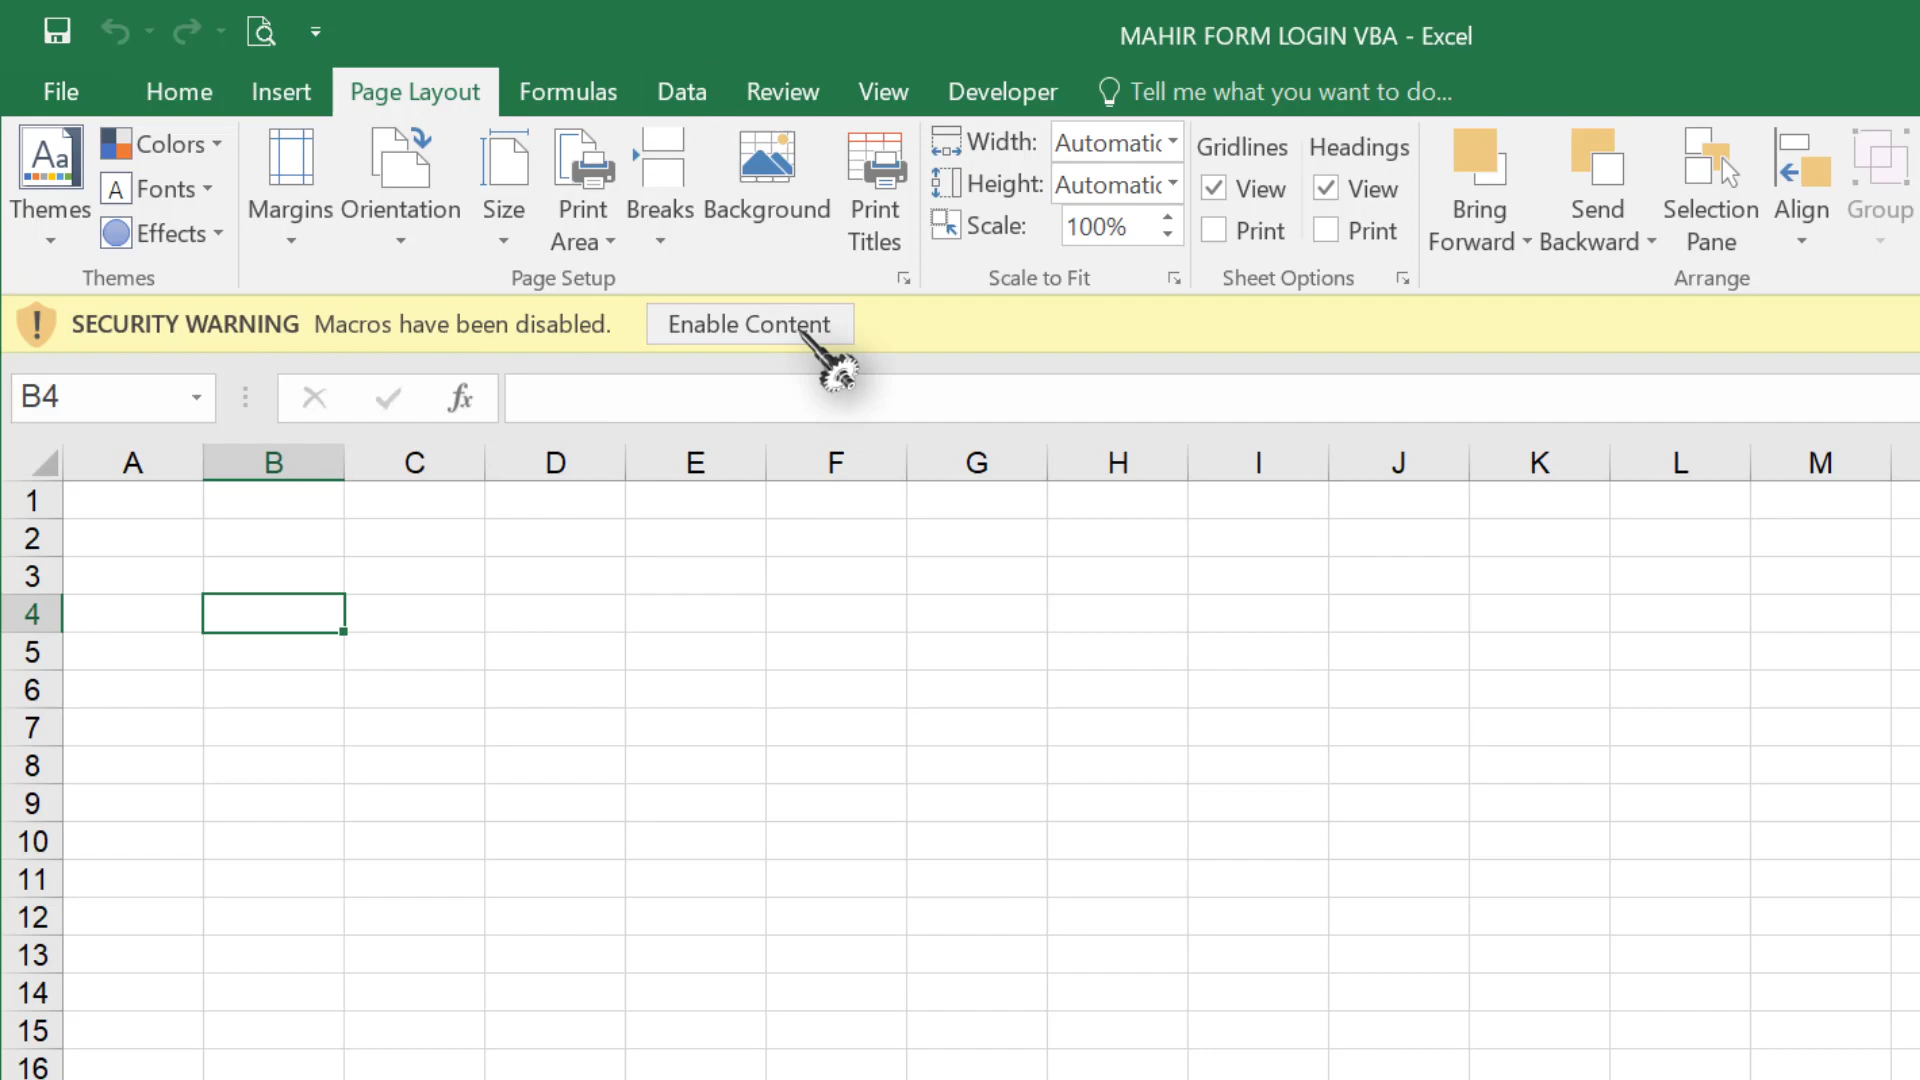 MAHIR FORM LOGIN VBA - Excel
File Home Insert Page Layout Formulas Data Review View Developer Tell me what you want to do...
Aa Colors Width: Automatic Gridlines Headings
A Fonts Height: Automatic View View
Themes Effects Margins Orientation Size Print Area Breaks Background Print Titles Scale: 100% Print Print Bring Forward Send Backward Selection Pane Align Group
Themes Page Setup Scale to Fit Sheet Options Arrange
SECURITY WARNING Macros have been disabled. Enable Content
B4 fx
A B C D E F G H I J K L M
1
2
3
4
5
6
7
8
9
10
11
12
13
14
15
16